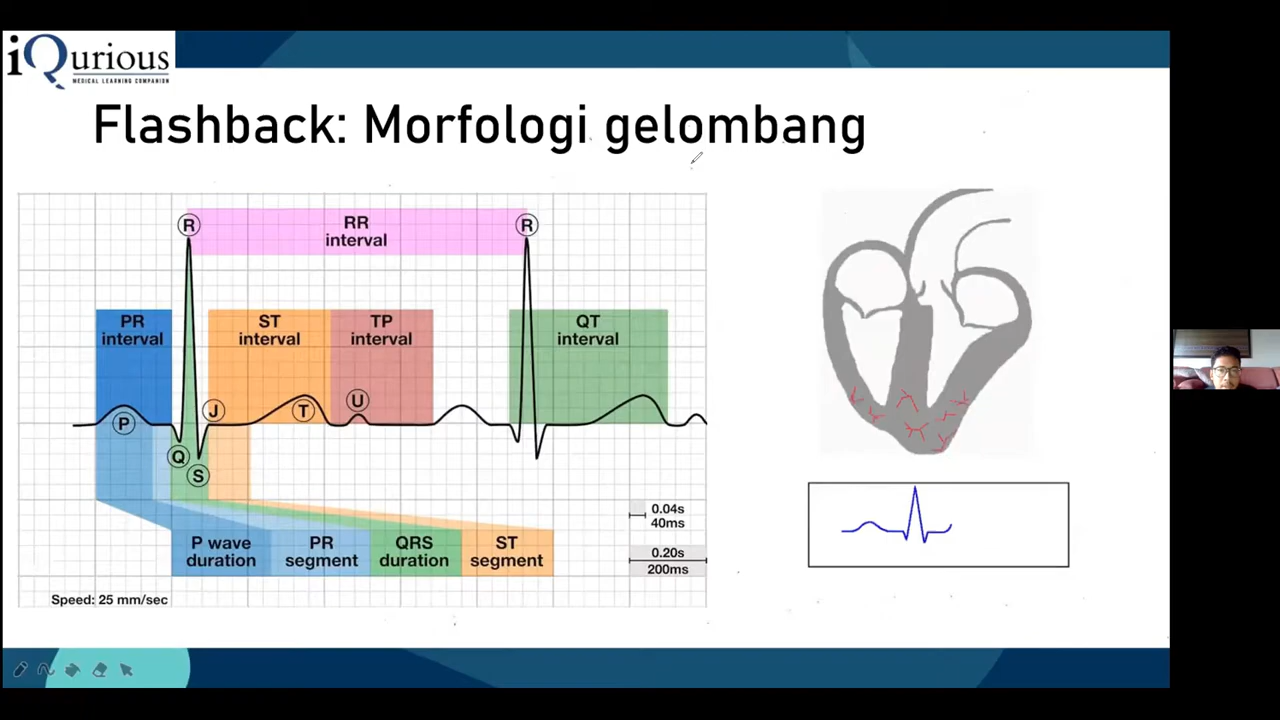 iQurious
MEDICAL LEARNING COMPANION
Flashback: Morfologi gelombang
R
RR
interval
R
PR
interval
ST
interval
TP
interval
QT
interval
P
Q
S
J
T
U
0.04s
40ms
0.20s
200ms
P wave
duration
PR
segment
QRS
duration
ST
segment
Speed: 25 mm/sec